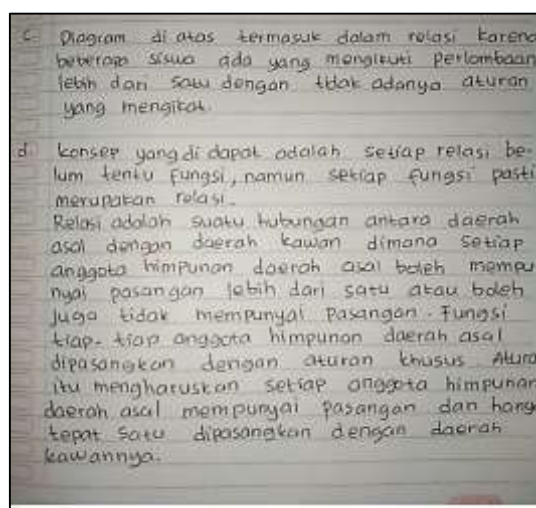 c. Diagram di atas termasuk dalam relasi karena
beberapa siswa ada yang mengikuti perlombaan
lebih dari satu dengan tidak adanya aturan
yang mengikat.
d. konsep yang di dapat adalah setiap relasi be-
lum tentu fungsi, namun setiap fungsi pasti
merupakan relasi.
Relasi adalah suatu hubungan antara daerah
asal dengan daerah kawan dimana setiap
anggota himpunan daerah asal boleh mempu
nyai pasangan lebih dari satu atau boleh
juga tidak mempunyai pasangan. Fungsi
tiap-tiap anggota himpunan daerah asal
dipasangkan dengan aturan khusus Atura
itu mengharuskan setiap anggota himpunan
daerah asal mempunyai pasangan dan hany
tepat satu dipasangkan dengan daerah
kawannya.